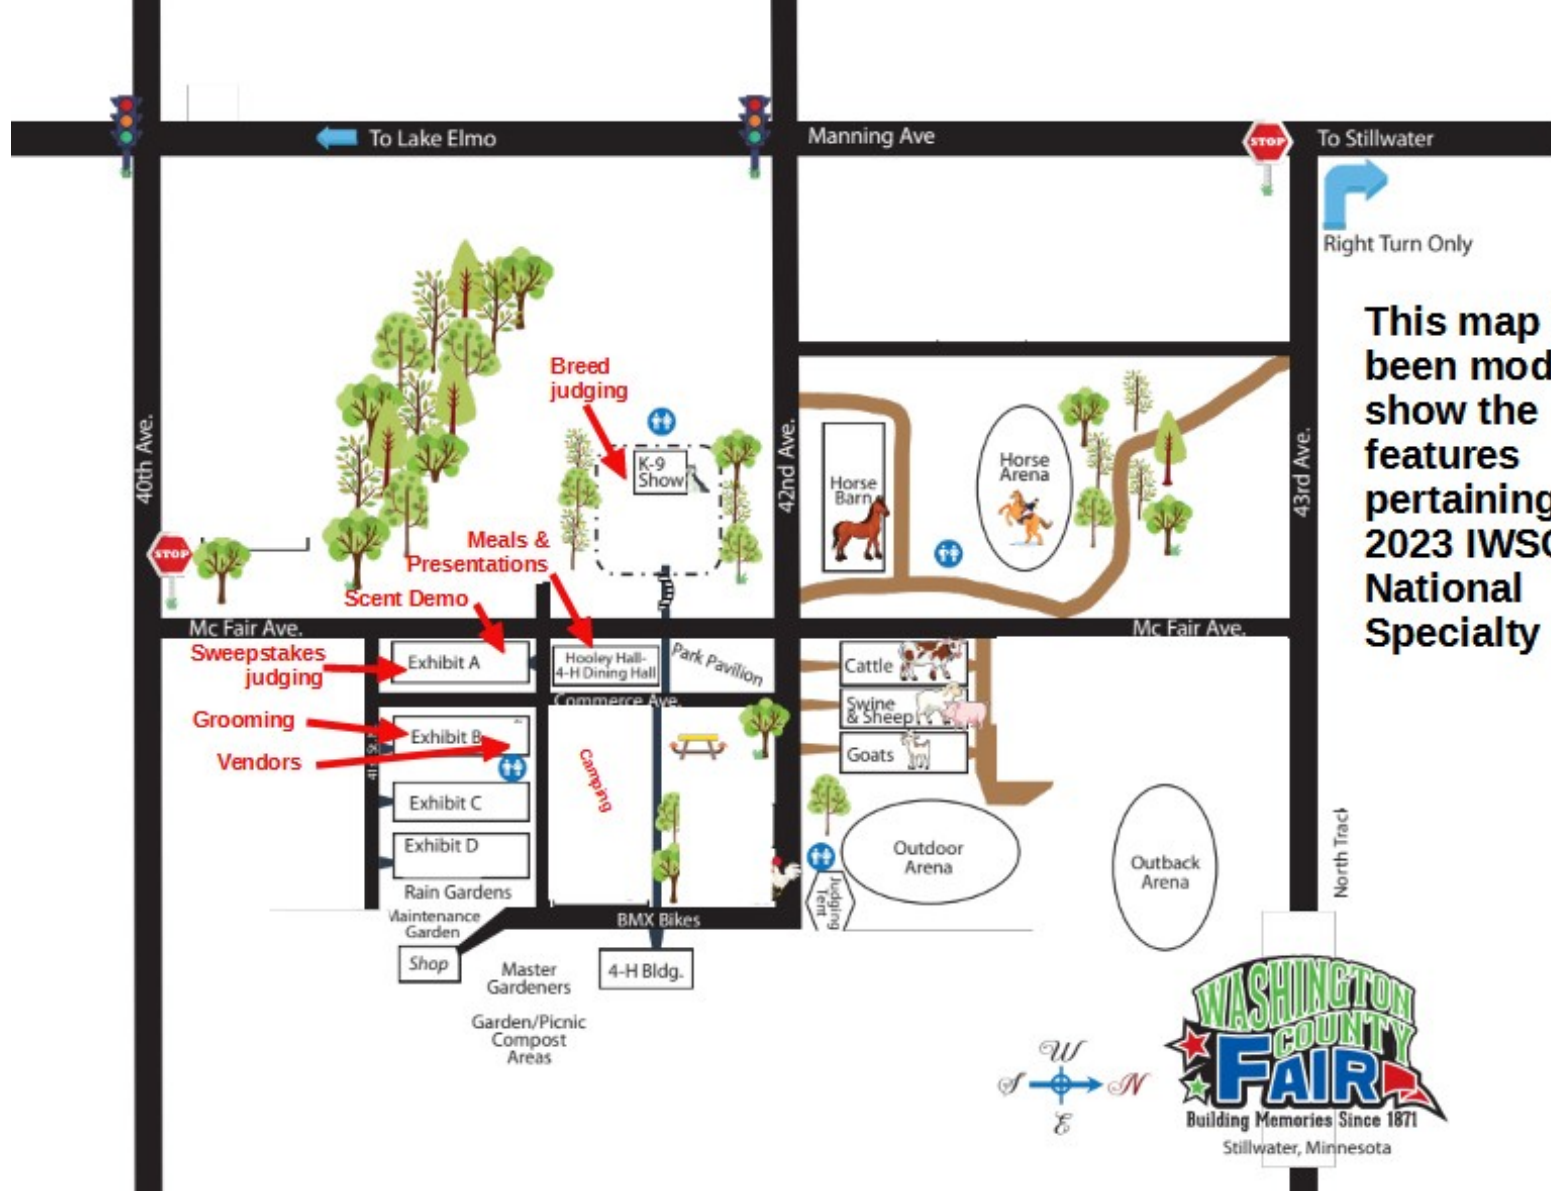 To Lake Elmo
Manning Ave
STOP
To Stillwater
Right Turn Only
This map
been mod
show the
features
pertaining
2023 IWSC
National
Specialty
Breed
judging
K-9
Show
40th Ave.
42nd Ave.
43rd Ave.
Horse
Barn
Horse
Arena
STOP
Meals &
Presentations
Scent Demo
Mc Fair Ave.
Mc Fair Ave.
Sweepstakes
judging
Exhibit A
Hooley Hall-
4-H Dining Hall
Park Pavilion
Cattle
Commerce Ave.
Swine
& Sheep
Grooming
Exhibit B
Vendors
Goats
Camping
Exhibit C
Exhibit D
Outdoor
Arena
Outback
Arena
North Track
Judging
Tent
Rain Gardens
Maintenance
Garden
BMX Bikes
Shop
4-H Bldg.
Master
Gardeners
Garden/Picnic
Compost
Areas
W
S
N
E
WASHINGTON
COUNTY
FAIR
Building Memories Since 1871
Stillwater, Minnesota